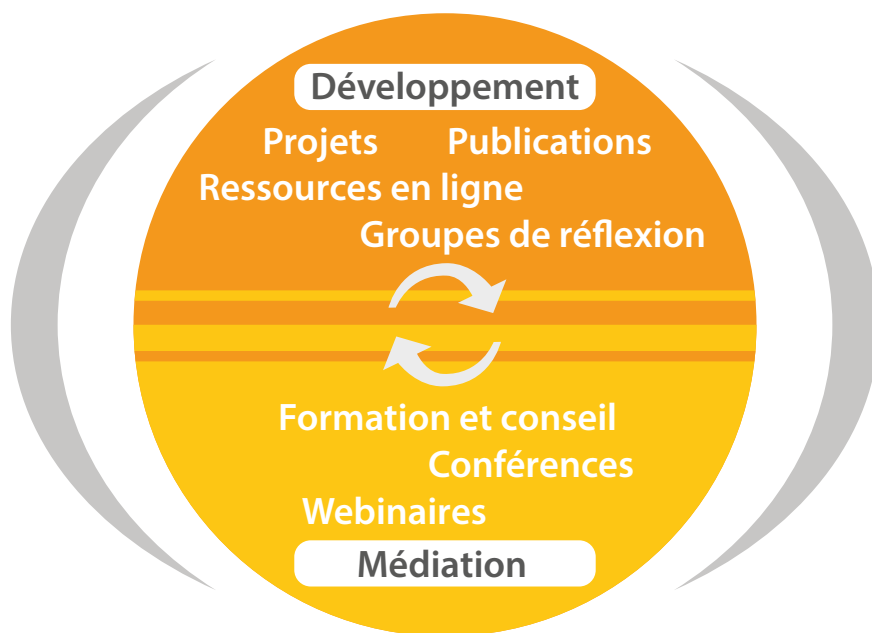 Développement
Projets Publications
Ressources en ligne
Groupes de réflexion
Formation et conseil
Conférences
Webinaires
Médiation